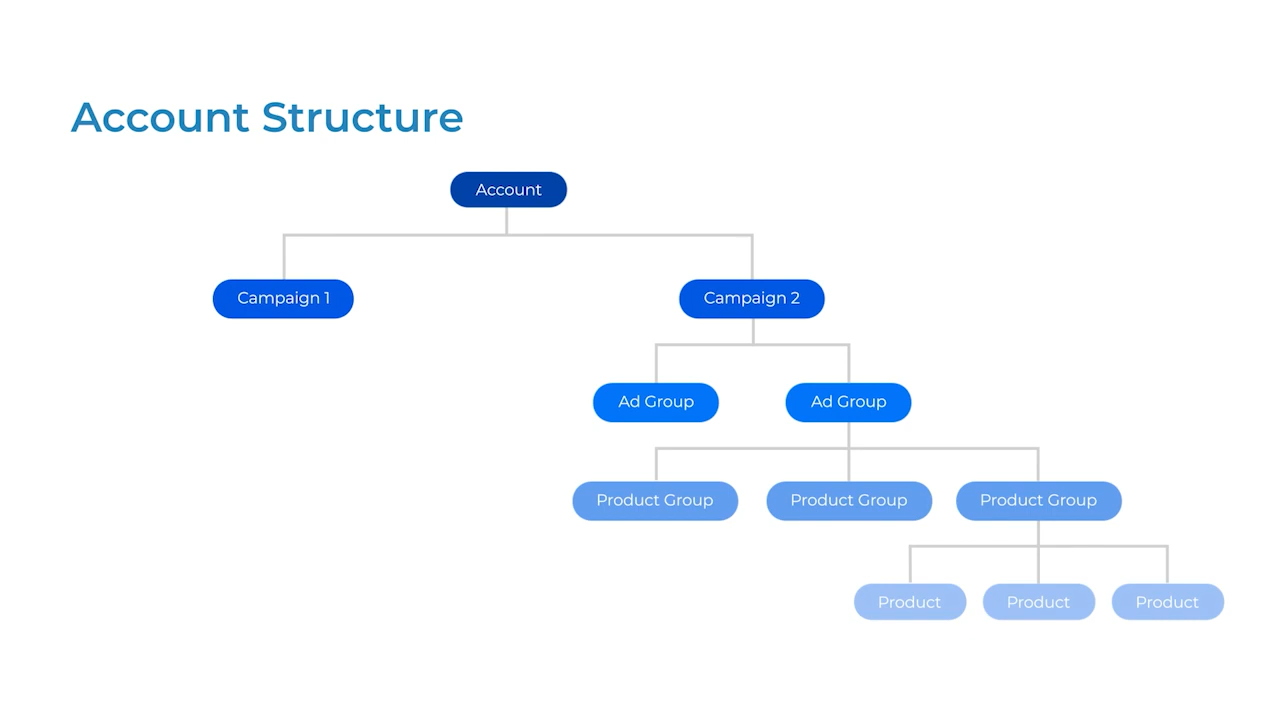 Account Structure
Account
Campaign 1
Campaign 2
Ad Group
Ad Group
Product Group
Product Group
Product Group
Product
Product
Product